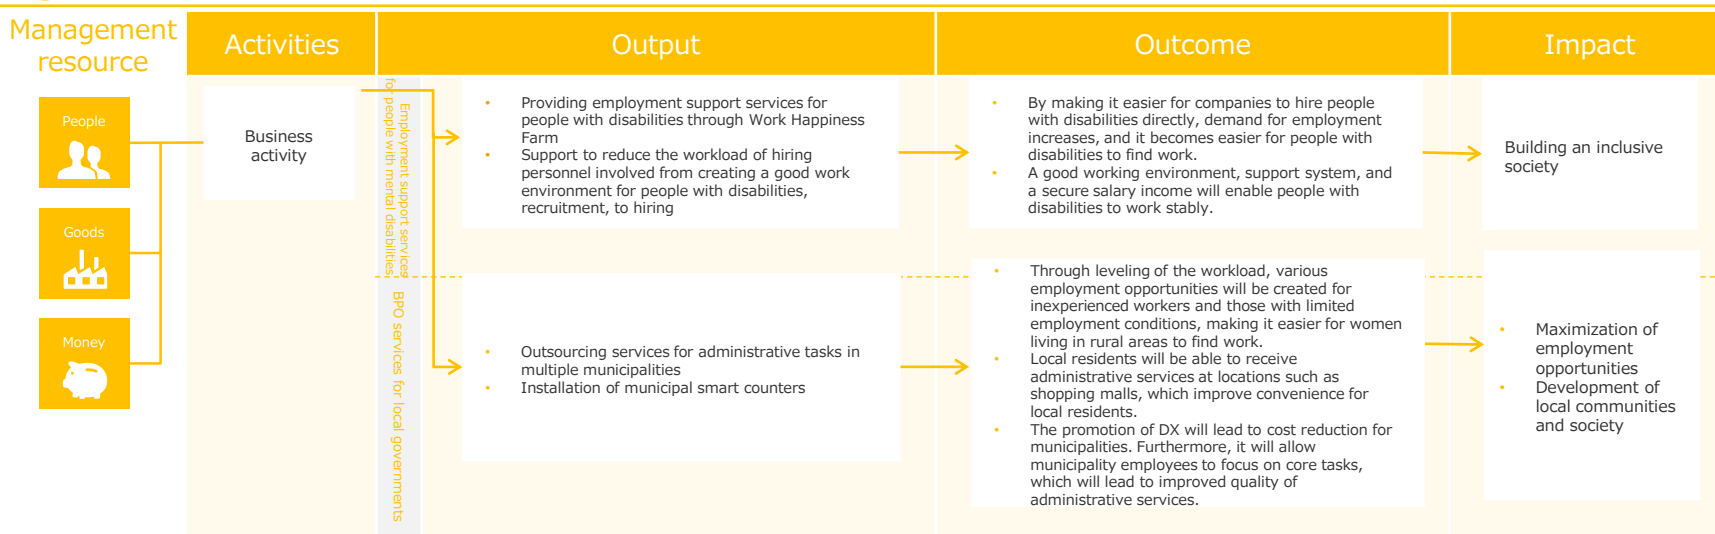 Management
resource
Activities
Output
Outcome
Impact
People
Goods
Money
Business
activity
Employment support services
for people with mental disabilities
• Providing employment support services for
people with disabilities through Work Happiness
Farm
• Support to reduce the workload of hiring
personnel involved from creating a good work
environment for people with disabilities,
recruitment, to hiring
• By making it easier for companies to hire people
with disabilities directly, demand for employment
increases, and it becomes easier for people with
disabilities to find work.
• A good working environment, support system, and
a secure salary income will enable people with
disabilities to work stably.
Building an inclusive
society
BPO services for local governments
• Outsourcing services for administrative tasks in
multiple municipalities
• Installation of municipal smart counters
• Through leveling of the workload, various
employment opportunities will be created for
inexperienced workers and those with limited
employment conditions, making it easier for women
living in rural areas to find work.
• Local residents will be able to receive
administrative services at locations such as
shopping malls, which improve convenience for
local residents.
• The promotion of DX will lead to cost reduction for
municipalities. Furthermore, it will allow
municipality employees to focus on core tasks,
which will lead to improved quality of
administrative services.
• Maximization of
employment
opportunities
• Development of
local communities
and society